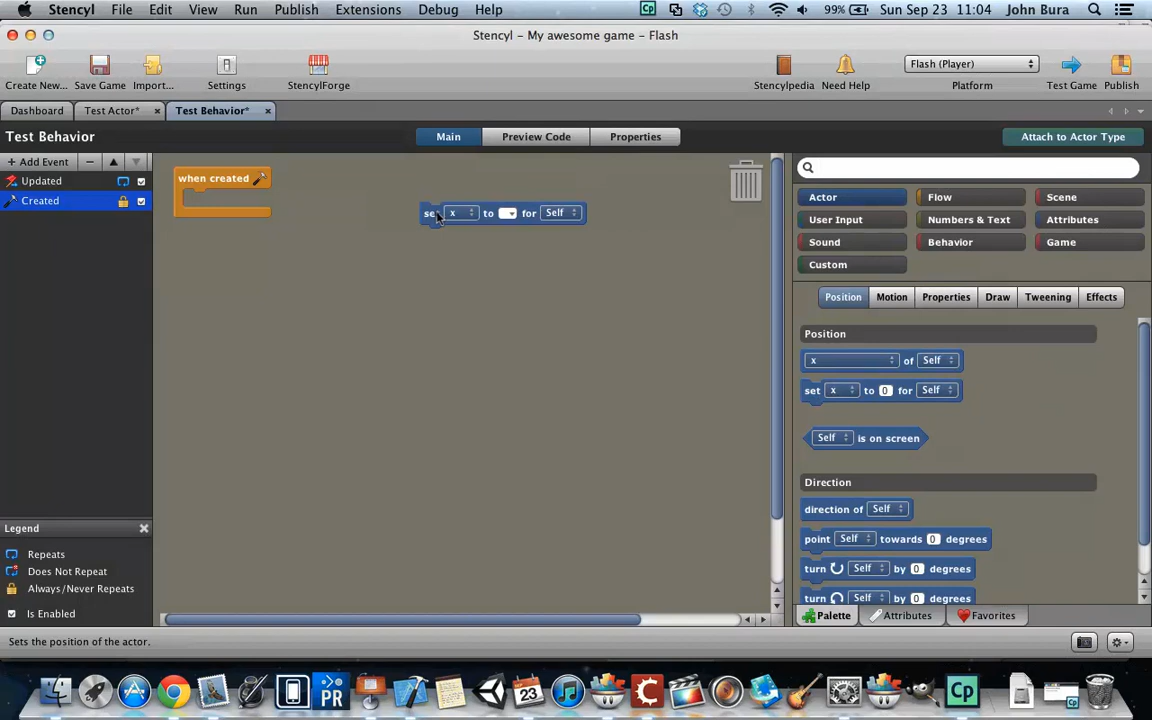 Stencyl File Edit View Run Publish Extensions Debug Help 99% Sun Sep 23 11:04 John Bura
Stencyl - My awesome game - Flash
Create New... Save Game Import... Settings StencylForge Flash (Player) Platform Stencylpedia Need Help Test Game Publish
Dashboard Test Actor* Test Behavior*
Test Behavior Main Preview Code Properties Attach to Actor Type
+ Add Event
Updated
Created
when created
set x to for Self
Actor Flow Scene
User Input Numbers & Text Attributes
Sound Behavior Game
Custom
Position Motion Properties Draw Tweening Effects
Position
x of Self
set x to 0 for Self
Self is on screen
Direction
direction of Self
point Self towards 0 degrees
turn Self by 0 degrees
turn Self by 0 degrees
Legend
Repeats
Does Not Repeat
Always/Never Repeats
Is Enabled
Palette Attributes Favorites
Sets the position of the actor.
PR 23 Cp